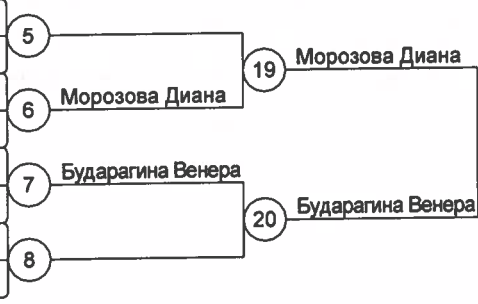 5
19 Морозова Диана
6 Морозова Диана
7 Бударагина Венера
20 Бударагина Венера
8